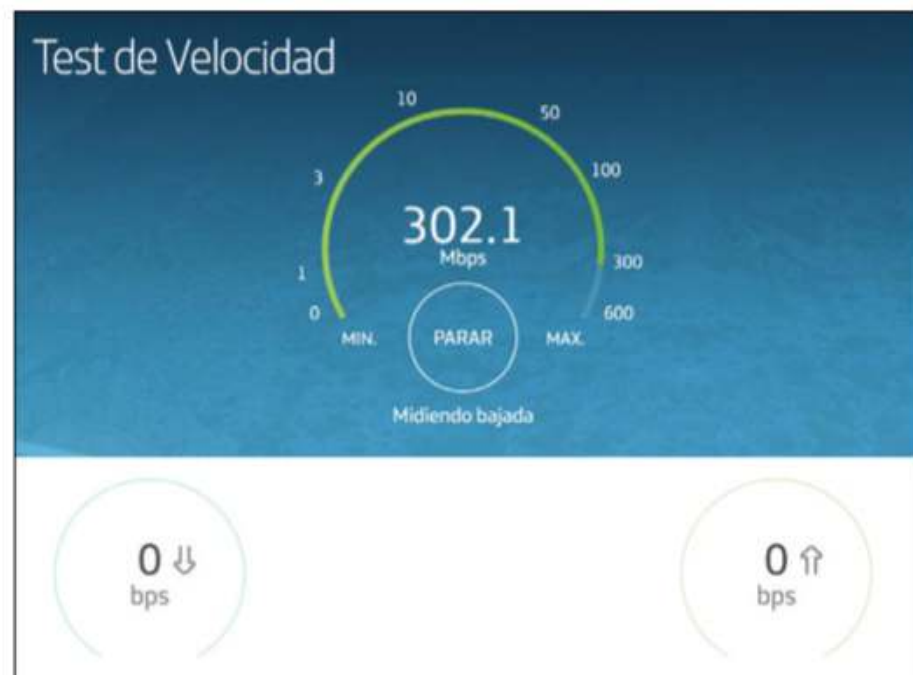 Test de Velocidad
10
50
3
100
302.1
Mbps
1
300
0
600
MIN.
PARAR
MAX.
Midiendo bajada
0 ⇩
bps
0 ⇧
bps